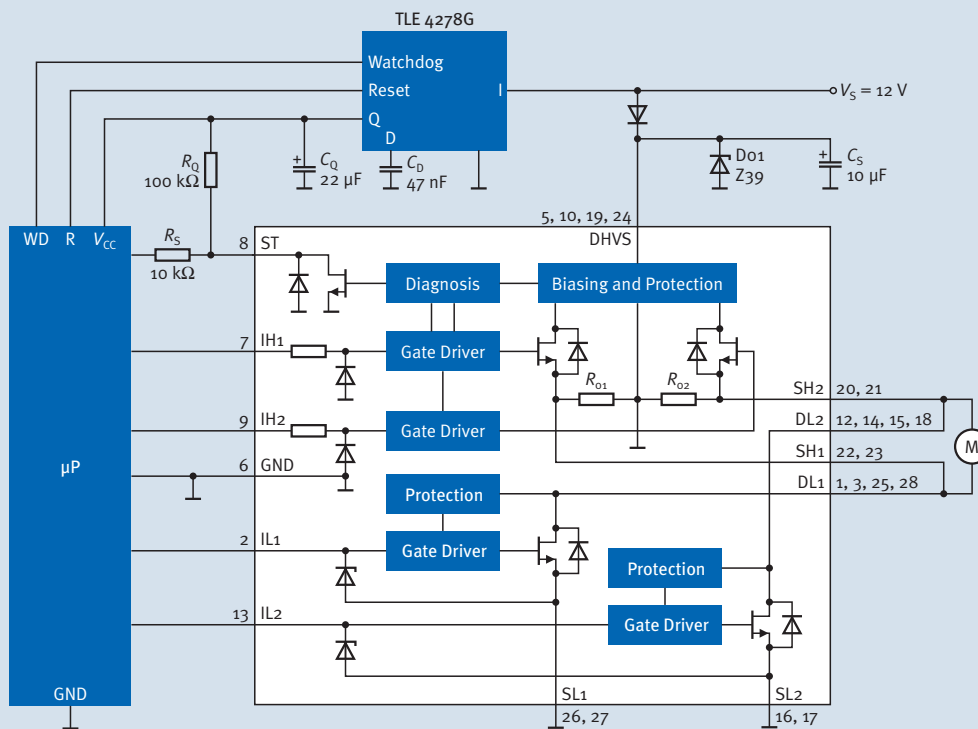 TLE 4278G
Watchdog
Reset
I
Q
D
VS = 12 V
RQ
100 kΩ
CQ
22 µF
CD
47 nF
D01
Z39
CS
10 µF
5, 10, 19, 24
DHVS
WD
R
VCC
RS
10 kΩ
8
ST
Diagnosis
Biasing and Protection
7
IH1
Gate Driver
R01
R02
SH2
20, 21
9
IH2
Gate Driver
DL2
12, 14, 15, 18
M
µP
6
GND
SH1
22, 23
Protection
DL1
1, 3, 25, 28
2
IL1
Gate Driver
Protection
13
IL2
Gate Driver
GND
SL1
26, 27
SL2
16, 17